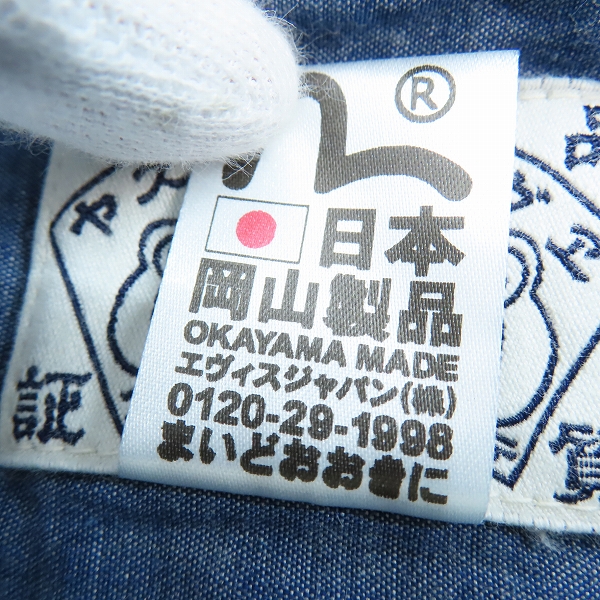 ®
日本
岡山製品
OKAYAMA MADE
エヴィスジャパン(株)
0120-29-1998
まいどおおきに